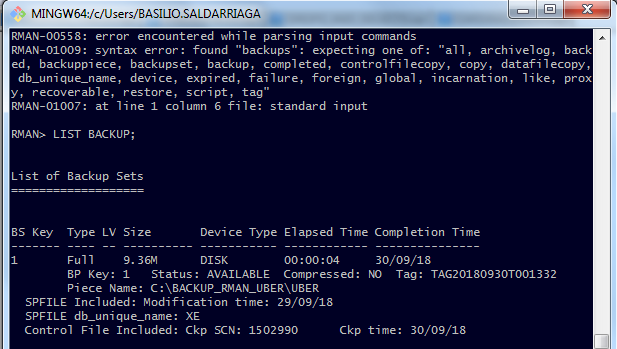 MINGW64:/c/Users/BASILIO.SALDARRIAGA
RMAN-00558: error encountered while parsing input commands
RMAN-01009: syntax error: found "backups": expecting one of: "all, archivelog, back
ed, backuppiece, backupset, backup, completed, controlfilecopy, copy, datafilecopy,
 db_unique_name, device, expired, failure, foreign, global, incarnation, like, prox
y, recoverable, restore, script, tag"
RMAN-01007: at line 1 column 6 file: standard input
RMAN> LIST BACKUP;
List of Backup Sets
===================
BS Key  Type LV Size       Device Type Elapsed Time Completion Time
------- ---- -- ---------- ----------- ------------ ---------------
1       Full    9.36M      DISK        00:00:04     30/09/18
        BP Key: 1   Status: AVAILABLE  Compressed: NO  Tag: TAG20180930T001332
        Piece Name: C:\BACKUP_RMAN_UBER\UBER
  SPFILE Included: Modification time: 29/09/18
  SPFILE db_unique_name: XE
  Control File Included: Ckp SCN: 1502990      Ckp time: 30/09/18